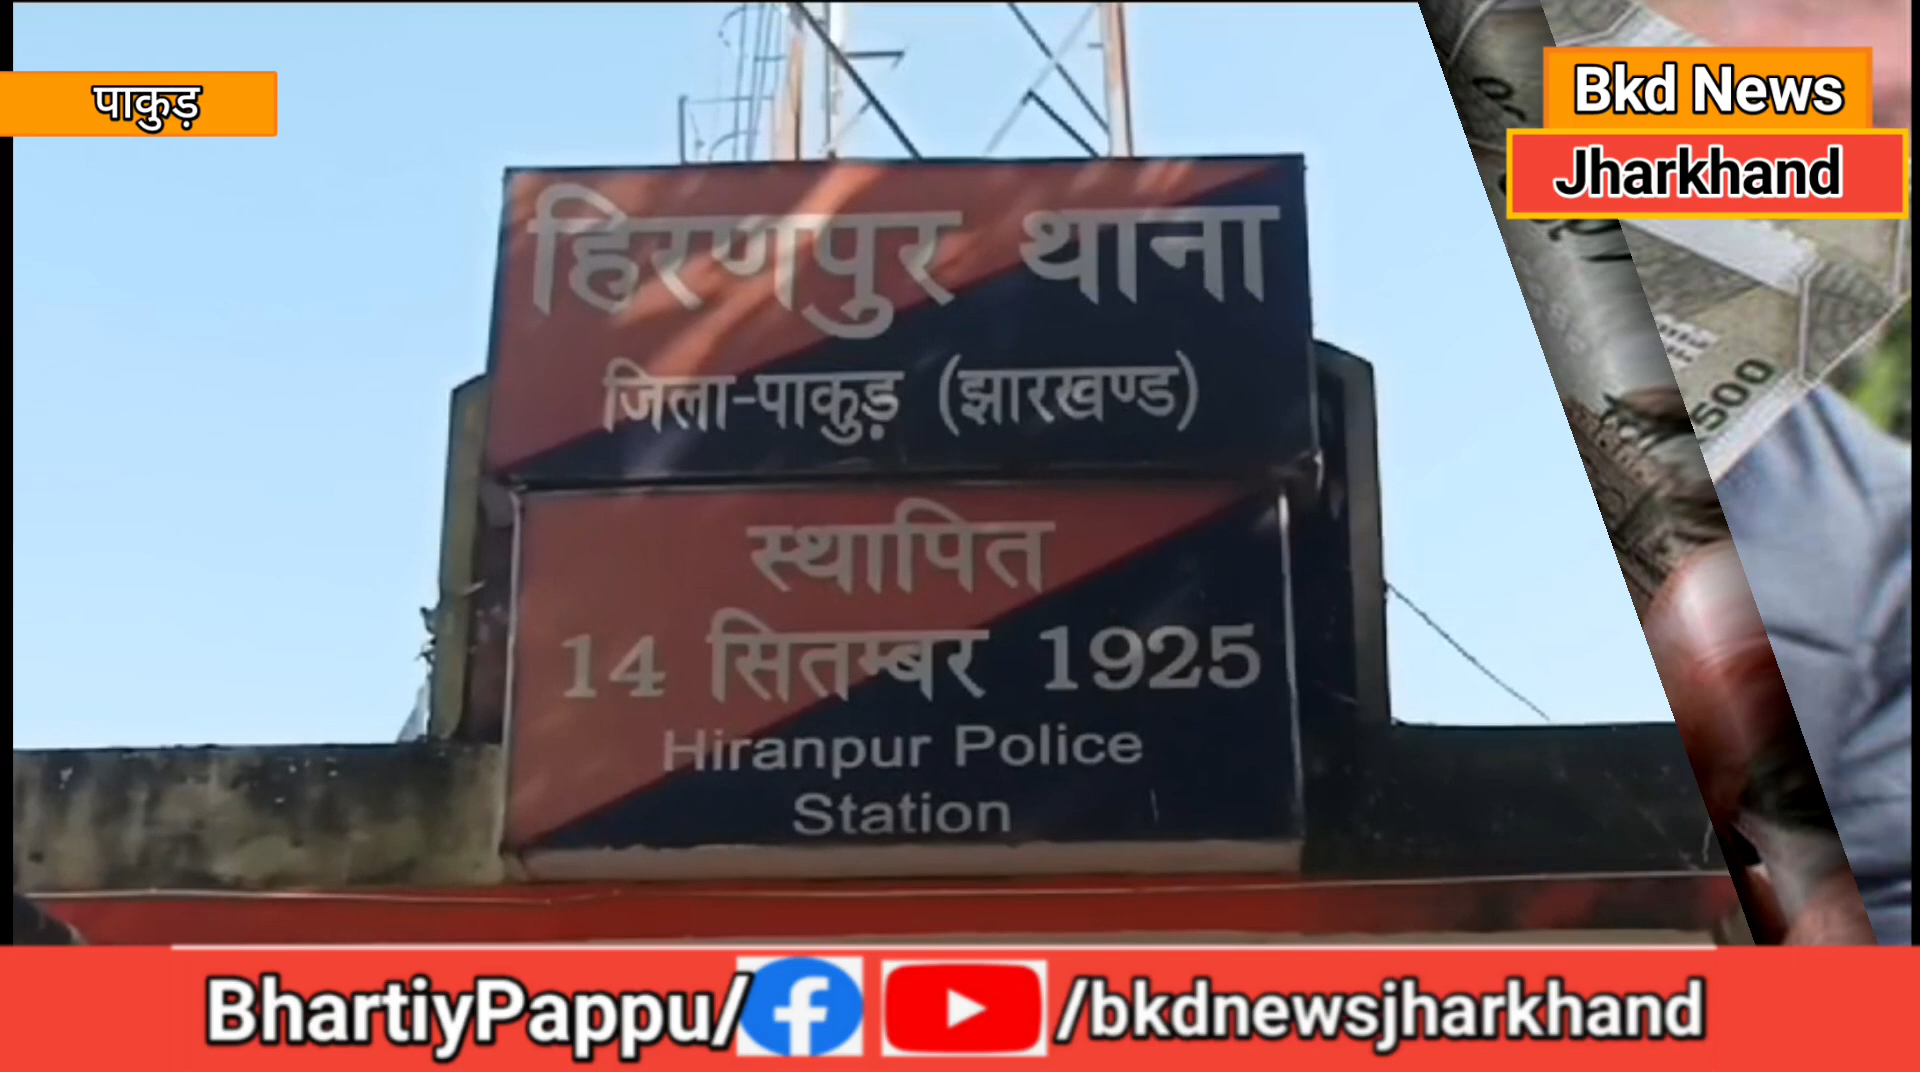 पाकुड़
Bkd News
Jharkhand
हिरणपुर थाना
जिला-पाकुड़ (झारखण्ड)
स्थापित
14 सितम्बर 1925
Hiranpur Police
Station
500
BhartiyPappu/ /bkdnewsjharkhand